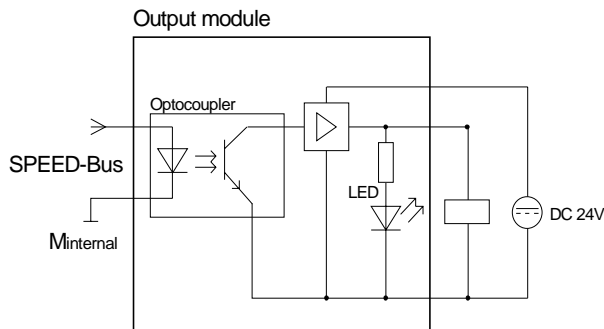 Output module
Optocoupler
SPEED-Bus
LED
DC 24V
Minternal